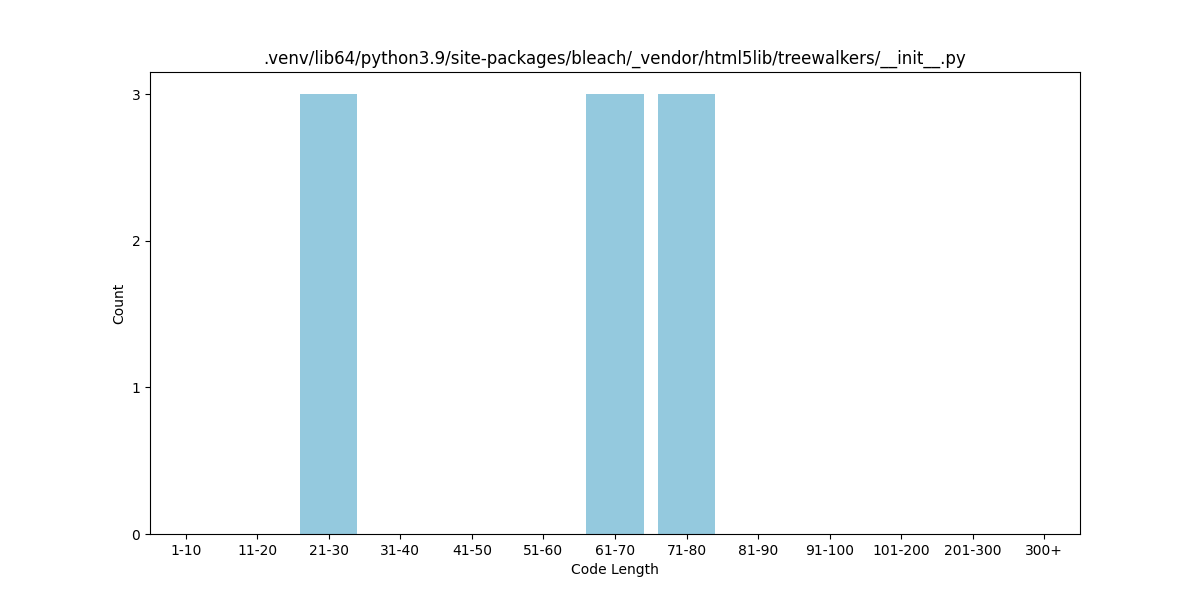 .venv/lib64/python3.9/site-packages/bleach/_vendor/html5lib/treewalkers/__init__.py
3
2
1
0
Count
1-10 11-20 21-30 31-40 41-50 51-60 61-70 71-80 81-90 91-100 101-200 201-300 300+
Code Length